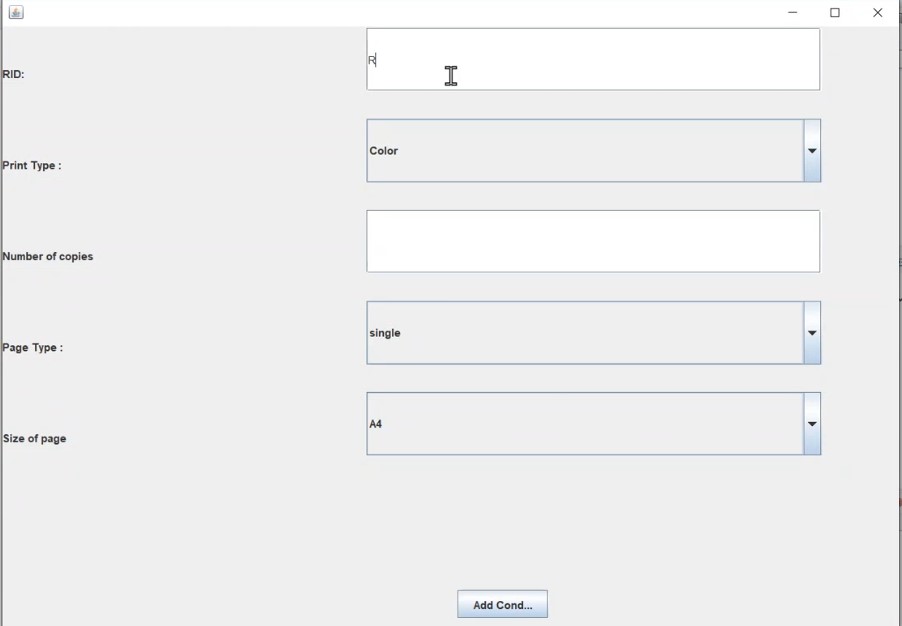 RID:
R
Print Type :
Color
Number of copies
Page Type :
single
Size of page
A4
Add Cond...